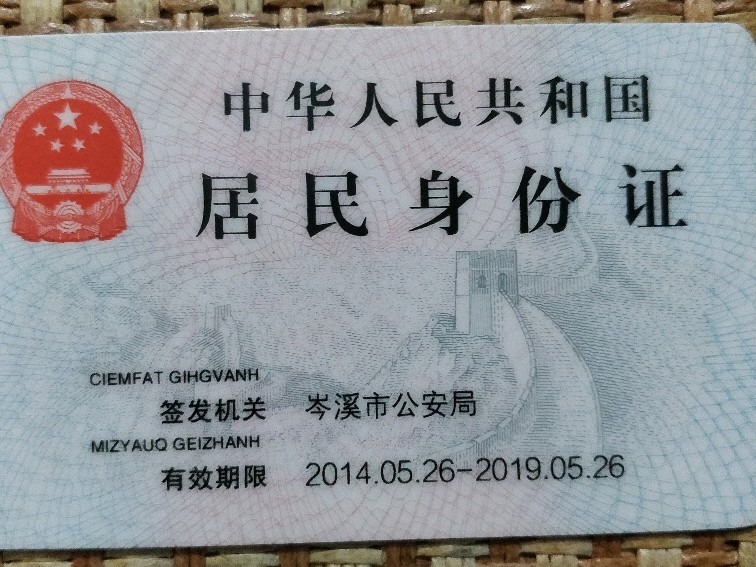 中华人民共和国
居民身份证
CIEMFAT GIHGVANH
签发机关 岑溪市公安局
MIZYAUQ GEIZHANH
有效期限 2014.05.26-2019.05.26